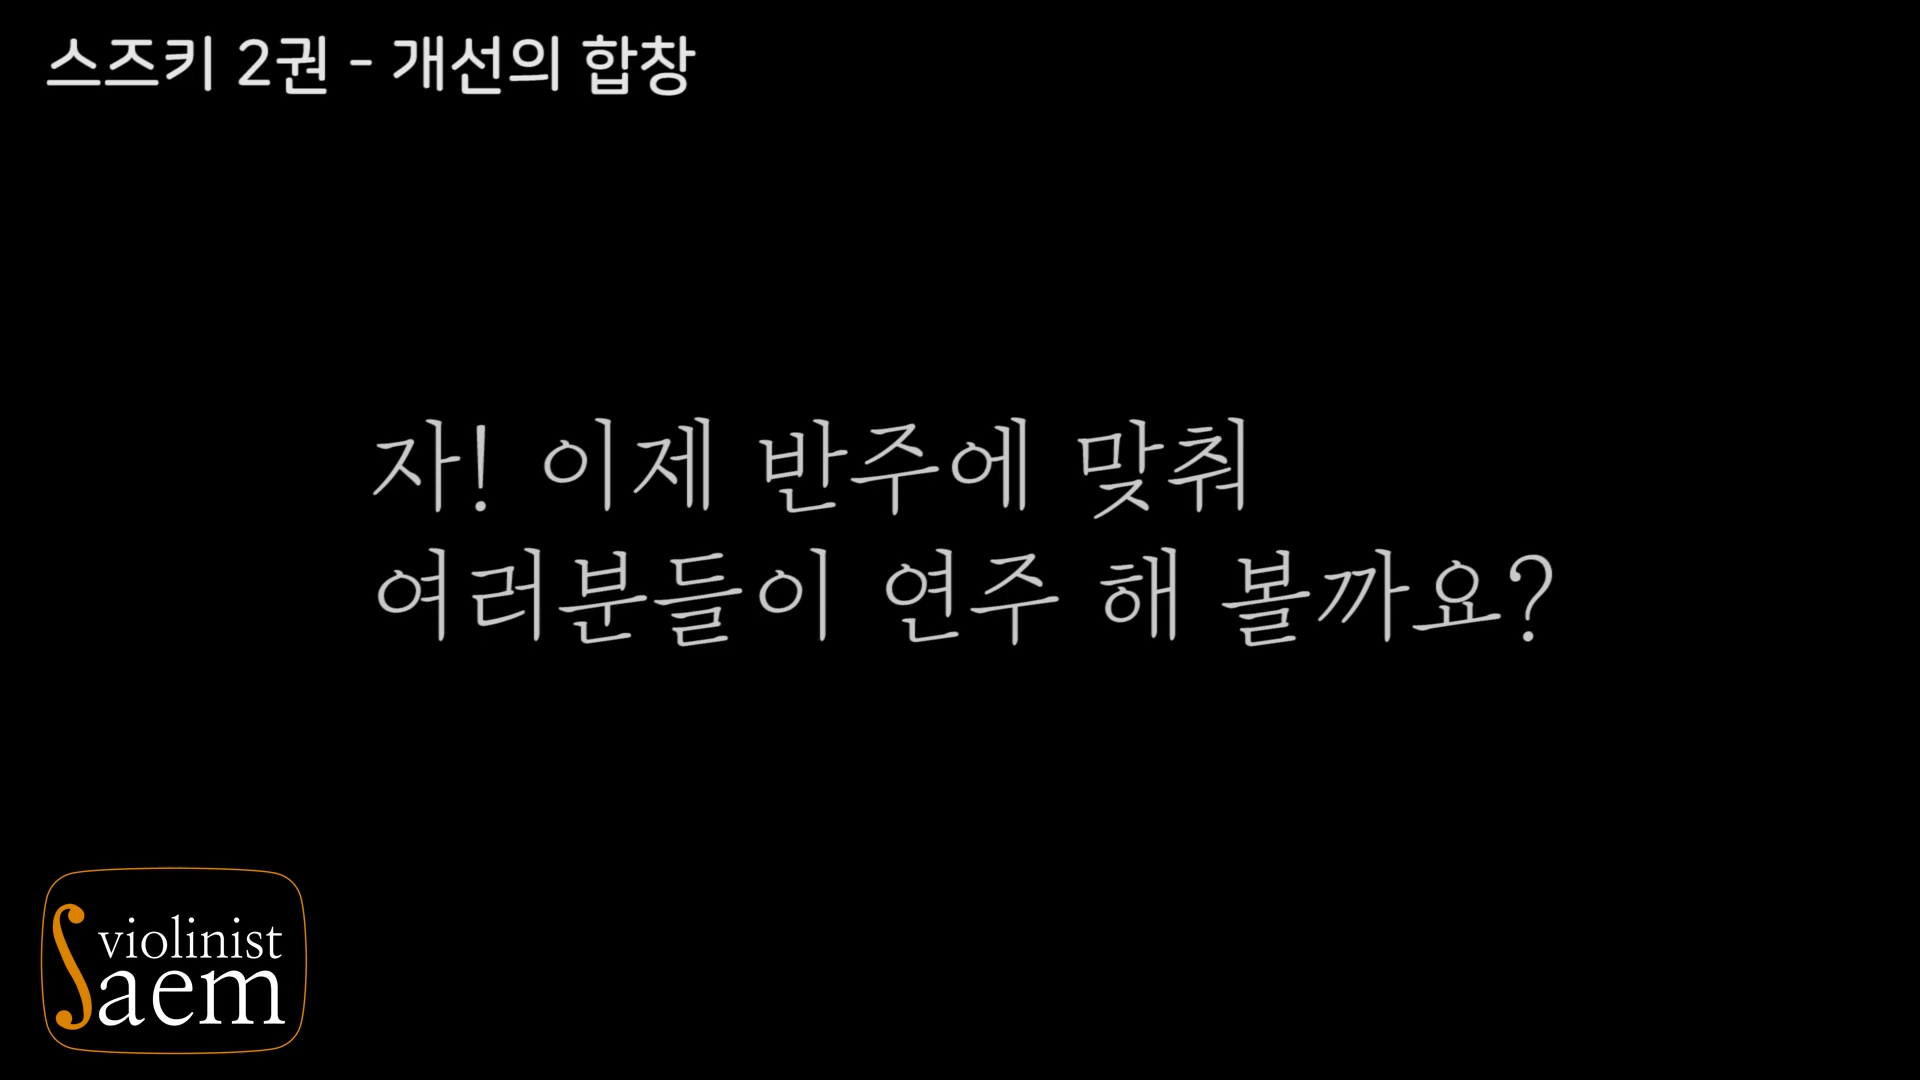 스즈키 2권 - 개선의 합창
자! 이제 반주에 맞춰
여러분들이 연주 해 볼까요?
violinist
Saem